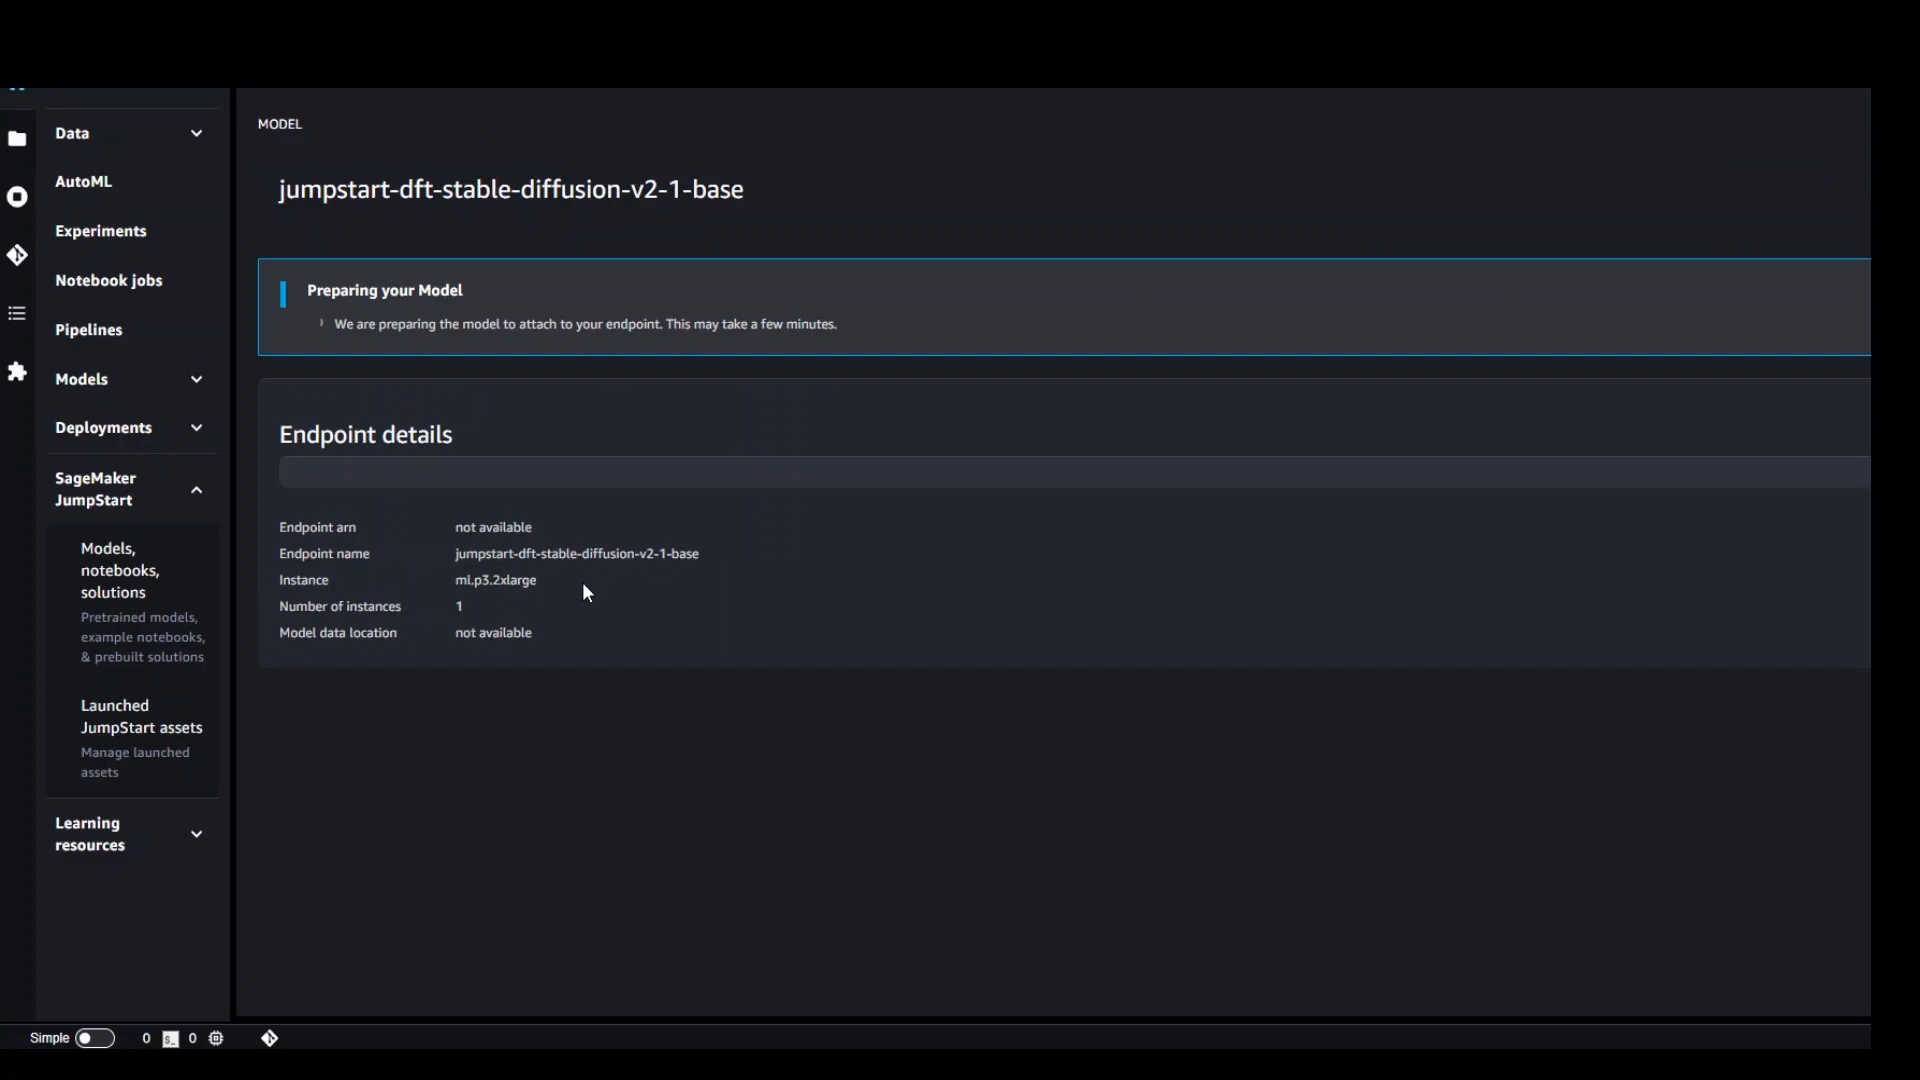 Data
AutoML
Experiments
Notebook jobs
Pipelines
Models
Deployments
SageMaker
JumpStart
Models,
notebooks,
solutions
Pretrained models,
example notebooks,
& prebuilt solutions
Launched
JumpStart assets
Manage launched
assets
Learning
resources
MODEL
jumpstart-dft-stable-diffusion-v2-1-base
Preparing your Model
We are preparing the model to attach to your endpoint. This may take a few minutes.
Endpoint details
Endpoint arn not available
Endpoint name jumpstart-dft-stable-diffusion-v2-1-base
Instance ml.p3.2xlarge
Number of instances 1
Model data location not available
Simple 0 $_ 0